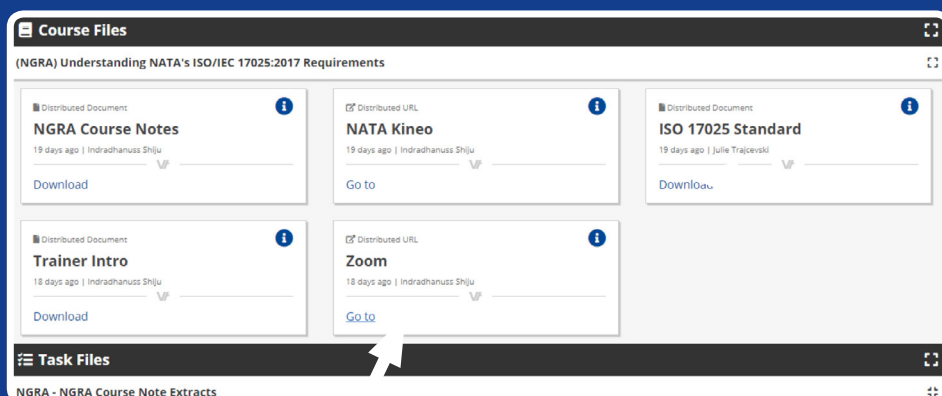 Course Files
(NGRA) Understanding NATA's ISO/IEC 17025:2017 Requirements
Distributed Document
NGRA Course Notes
19 days ago | Indradhanuss Shiju
Download
Distributed URL
NATA Kineo
19 days ago | Indradhanuss Shiju
Go to
Distributed Document
ISO 17025 Standard
19 days ago | Julie Trajcevski
Download
Distributed Document
Trainer Intro
18 days ago | Indradhanuss Shiju
Download
Distributed URL
Zoom
18 days ago | Indradhanuss Shiju
Go to
Task Files
NGRA - NGRA Course Note Extracts